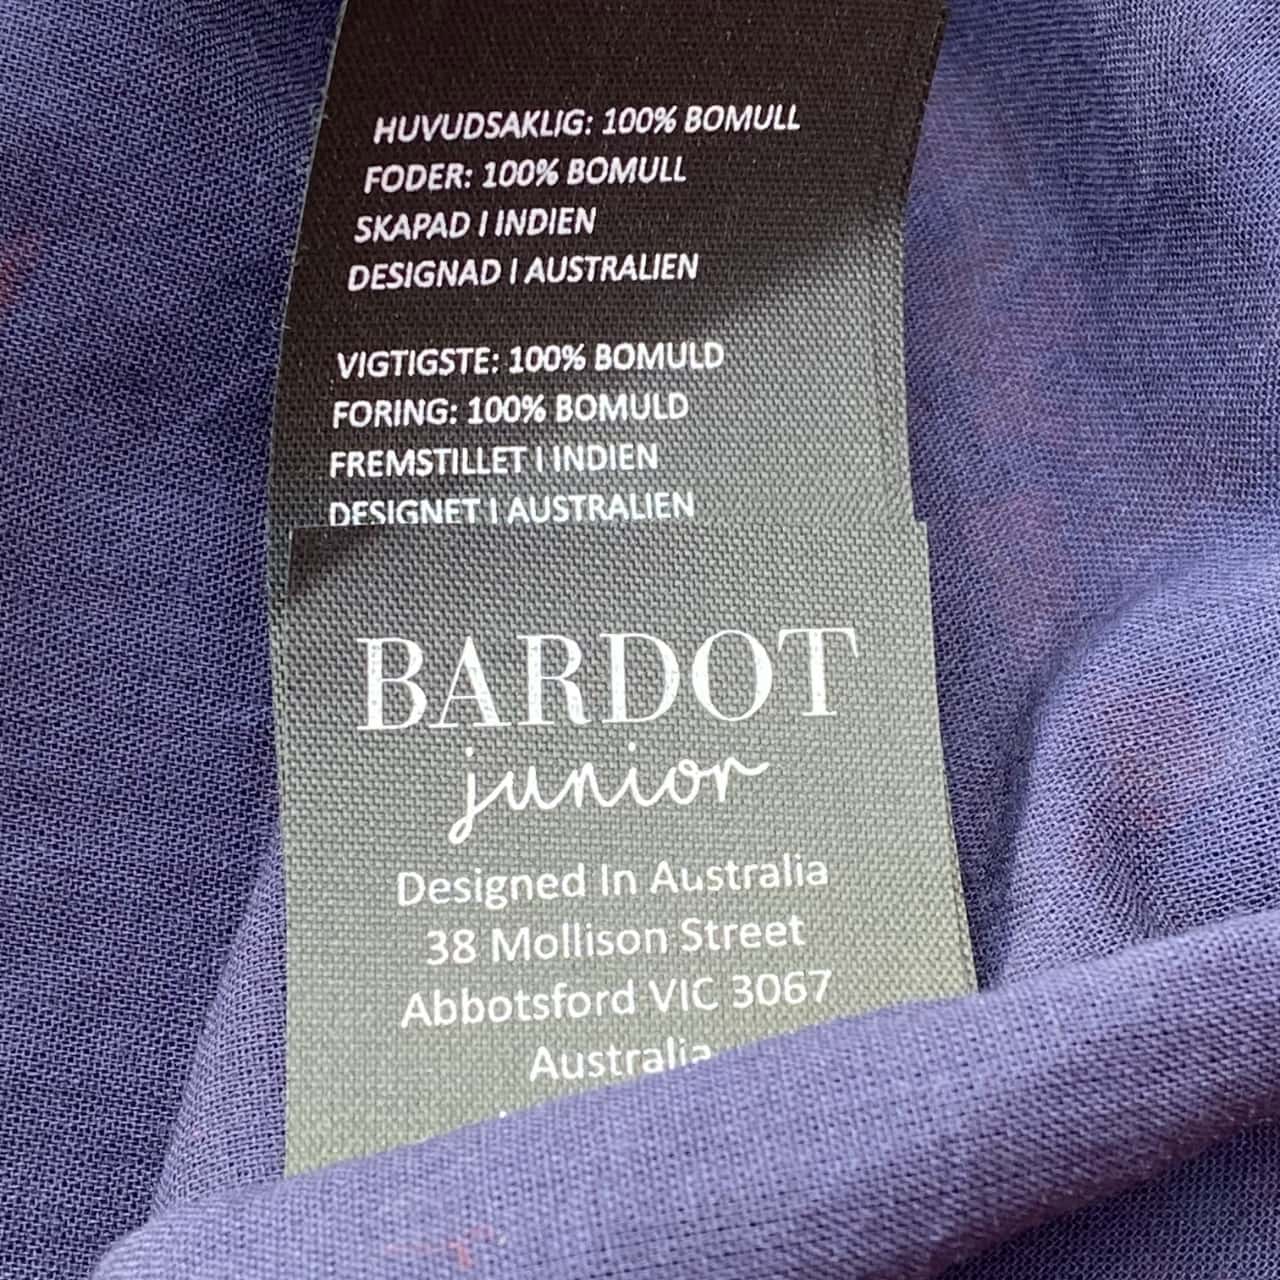 HUVUDSAKLIG: 100% BOMULL
FODER: 100% BOMULL
SKAPAD I INDIEN
DESIGNAD I AUSTRALIEN
VIGTIGSTE: 100% BOMULD
FORING: 100% BOMULD
FREMSTILLET I INDIEN
DESIGNET I AUSTRALIEN
BARDOT
junior
Designed In Australia
38 Mollison Street
Abbotsford VIC 3067
Australia